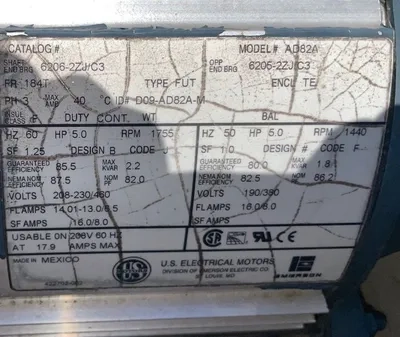 CATALOG # MODEL # AD82A
SHAFT END BRG 6206-2ZJ/C3 OPP END BRG 6205-2ZJ/C3
FR 184T TYPE FUT ENCL TE
PH 3 MAX AMB 40 °C ID# D09-AD82A-M
INSUL CLASS F DUTY CONT. WT. BAL
HZ 60 HP 5.0 RPM 1755 HZ 50 HP 5.0 RPM 1440
SF 1.25 DESIGN B CODE J SF 1.0 DESIGN CODE F
GUARANTEED EFFICIENCY 85.5 MAX KVAR 2.2 GUARANTEED EFFICIENCY 80.0 MAX KVAR 1.8
NEMA NOM EFFICIENCY 87.5 PF 82.0 NEMA NOM EFFICIENCY 82.5 PF 86.2
VOLTS 208-230/460 VOLTS 190/380
FL AMPS 14.01-13.0/6.5 FL AMPS 16.0/8.0
SF AMPS 16.0/8.0 SF AMPS
USABLE ON 208V 60 HZ
AT 17.9 AMPS MAX
MADE IN MEXICO
US
U.S. ELECTRICAL MOTORS
DIVISION OF EMERSON ELECTRIC CO.
ST. LOUIS, MO.
EMERSON